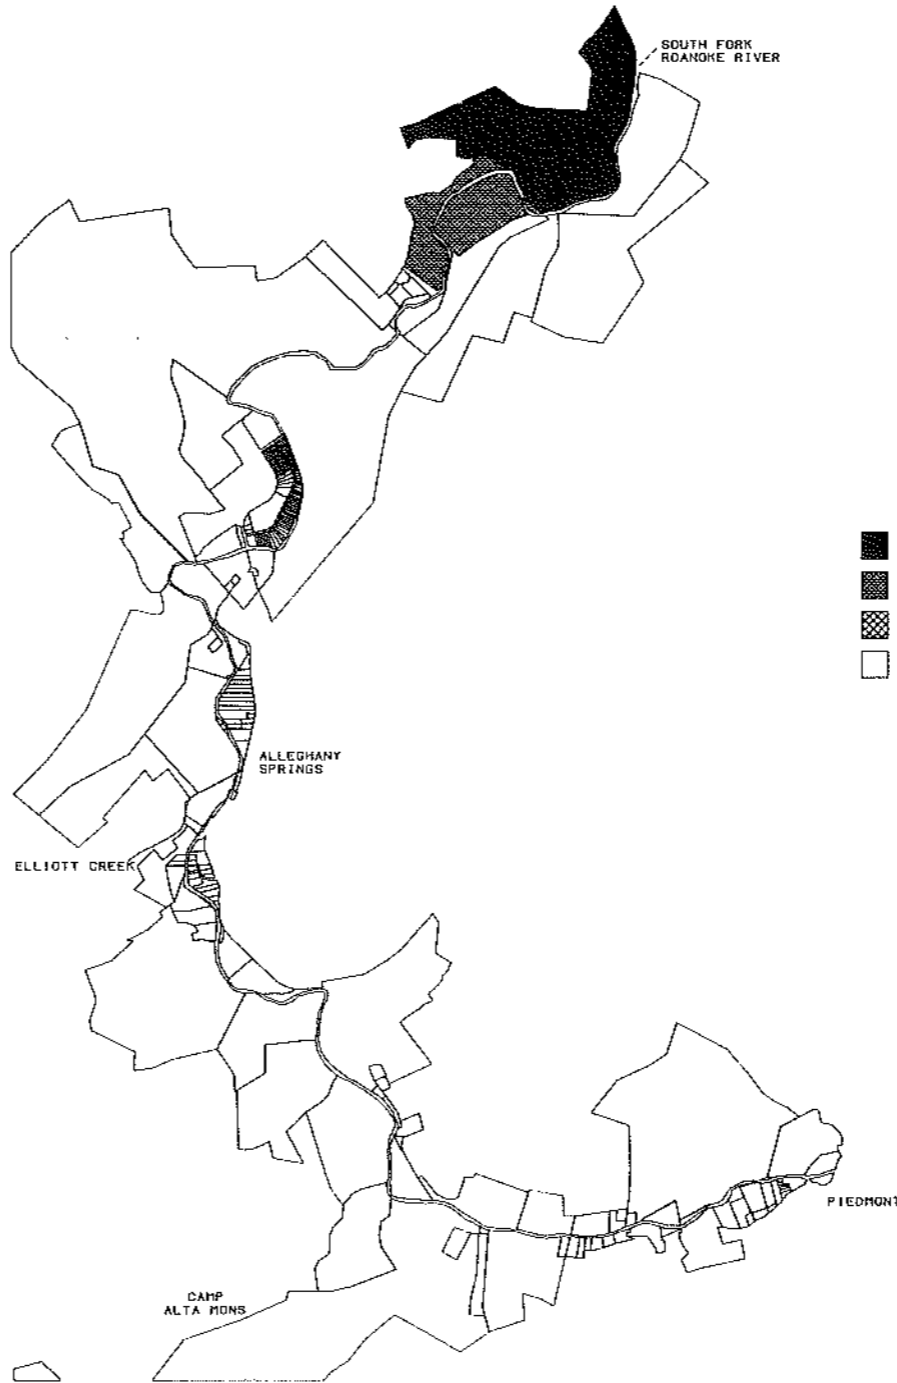 SOUTH FORK
ROANOKE RIVER
ALLEGHANY
SPRINGS
ELLIOTT CREEK
PIEDMONT
CAMP
ALTA MONS